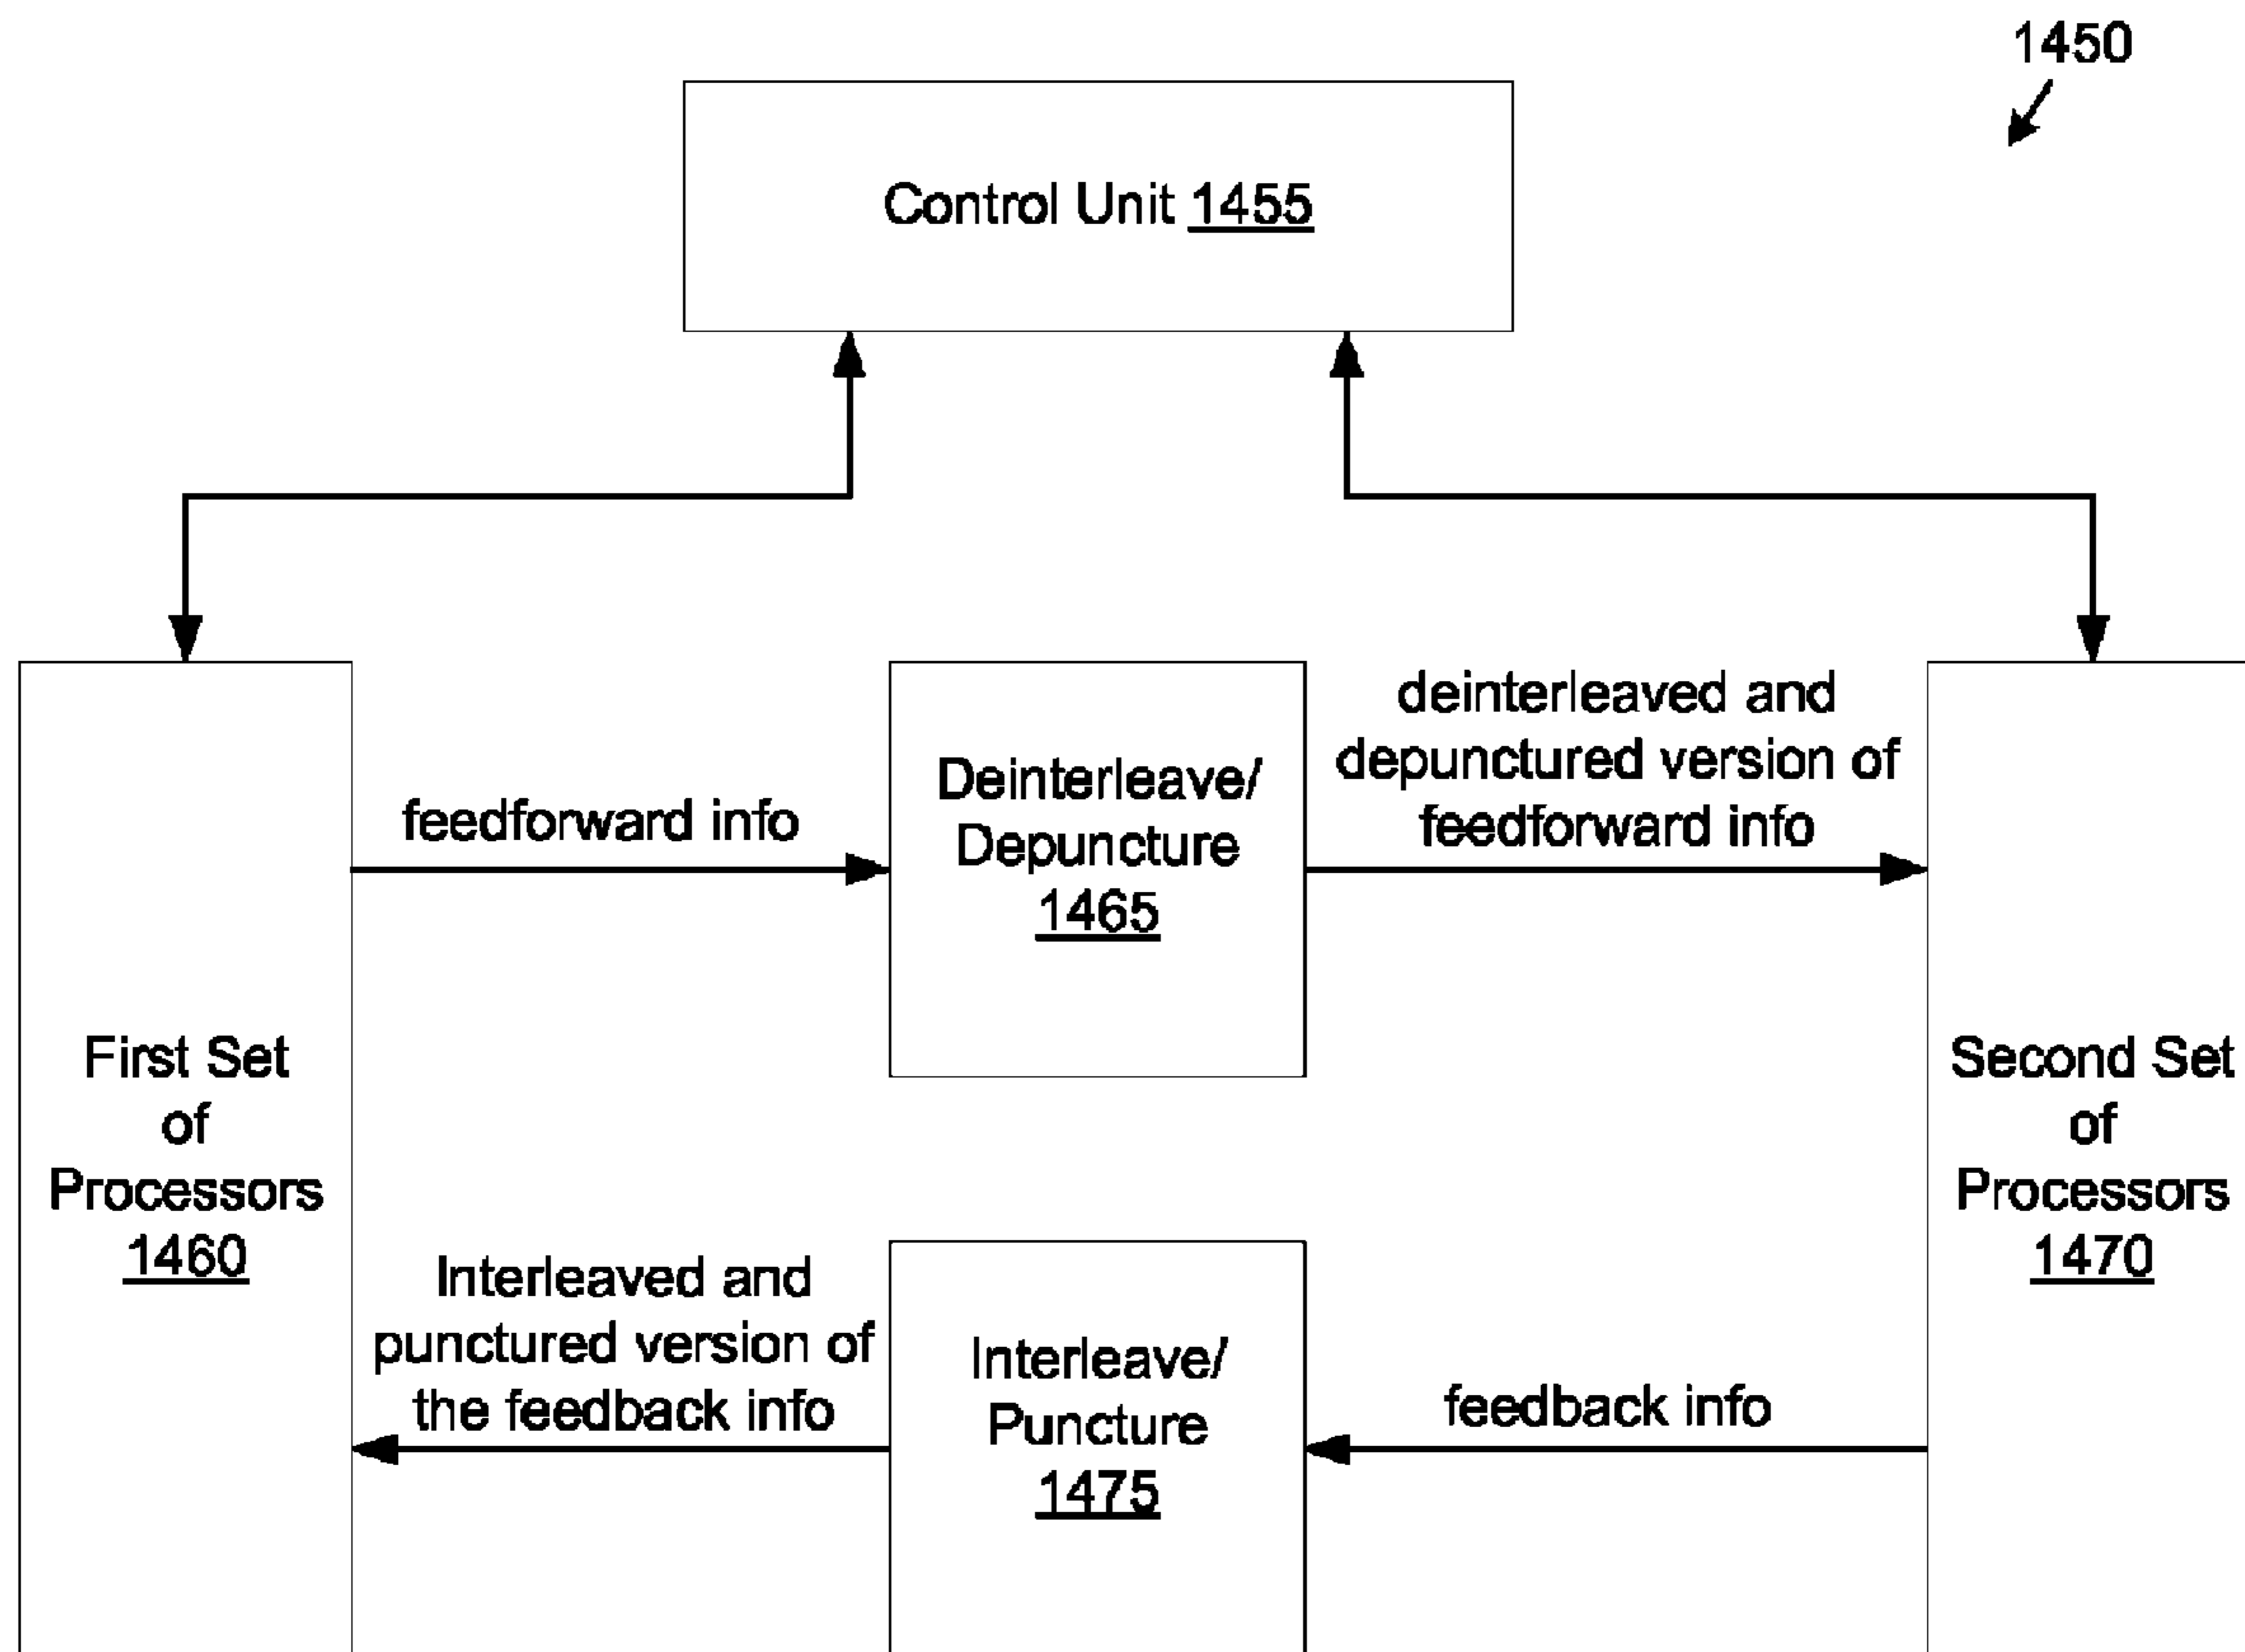 1450
Control Unit 1455
deinterleaved and
depunctured version of
feedforward info
feedforward info
Deinterleave/
Depuncture
1465
First Set
of
Processors
1460
Second Set
of
Processors
1470
Interleaved and
punctured version of
the feedback info
Interleave/
Puncture
1475
feedback info